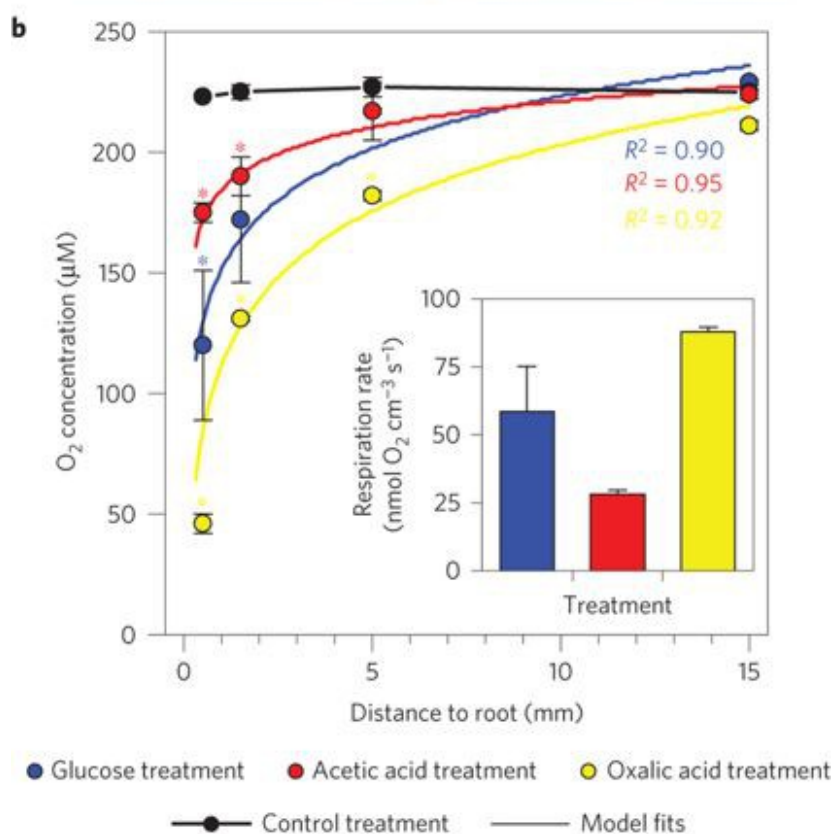 b
250
200
150
100
50
0
O₂ concentration (μM)
*
*
*
*
*
*
*
R² = 0.90
R² = 0.95
R² = 0.92
100
75
50
25
0
Respiration rate
(nmol O₂ cm⁻³ s⁻¹)
Treatment
0 5 10 15
Distance to root (mm)
Glucose treatment Acetic acid treatment Oxalic acid treatment
Control treatment Model fits